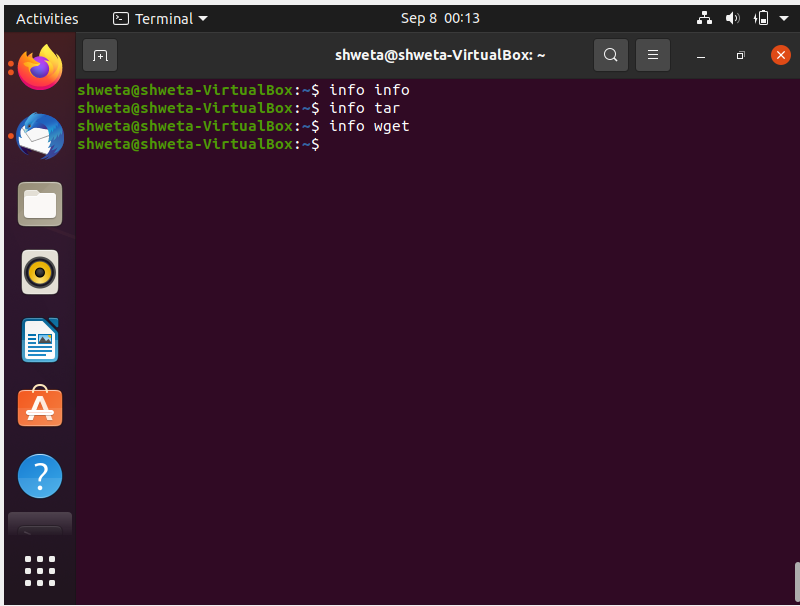 Activities Terminal Sep 8 00:13
shweta@shweta-VirtualBox: ~
shweta@shweta-VirtualBox:~$ info info
shweta@shweta-VirtualBox:~$ info tar
shweta@shweta-VirtualBox:~$ info wget
shweta@shweta-VirtualBox:~$